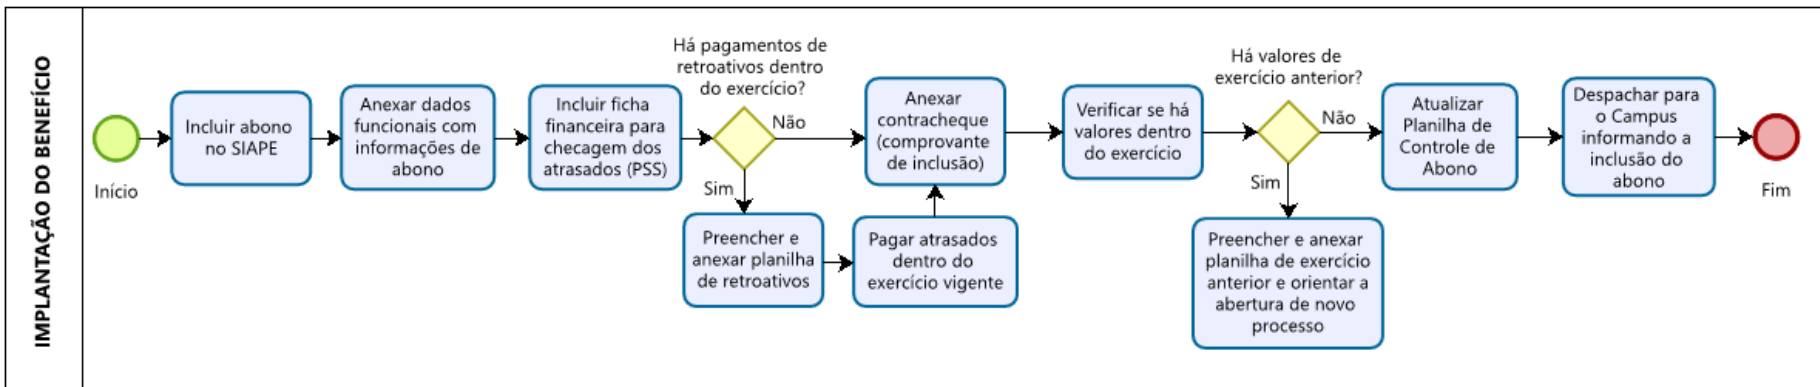 IMPLANTAÇÃO DO BENEFÍCIO
Início
Incluir abono
no SIAPE
Anexar dados
funcionais com
informações de
abono
Incluir ficha
financeira para
checagem dos
atrasados (PSS)
Há pagamentos de
retroativos dentro
do exercício?
Não
Sim
Preencher e
anexar planilha
de retroativos
Pagar atrasados
dentro do
exercício vigente
Anexar
contracheque
(comprovante
de inclusão)
Verificar se há
valores dentro
do exercício
Há valores de
exercício anterior?
Não
Sim
Preencher e anexar
planilha de exercício
anterior e orientar a
abertura de novo
processo
Atualizar
Planilha de
Controle de
Abono
Despachar para
o Campus
informando a
inclusão do
abono
Fim